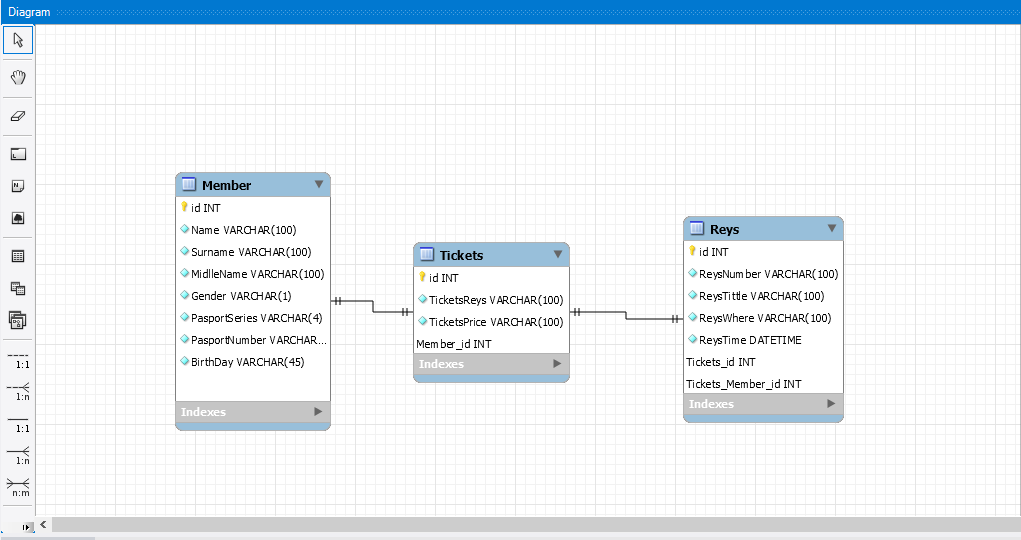 Diagram
Member
id INT
Name VARCHAR(100)
Surname VARCHAR(100)
MidlleName VARCHAR(100)
Gender VARCHAR(1)
PasportSeries VARCHAR(4)
PasportNumber VARCHAR...
BirthDay VARCHAR(45)
Indexes
Tickets
id INT
TicketsReys VARCHAR(100)
TicketsPrice VARCHAR(100)
Member_id INT
Indexes
Reys
id INT
ReysNumber VARCHAR(100)
ReysTittle VARCHAR(100)
ReysWhere VARCHAR(100)
ReysTime DATETIME
Tickets_id INT
Tickets_Member_id INT
Indexes
1:1
1:n
1:1
1:n
n:m